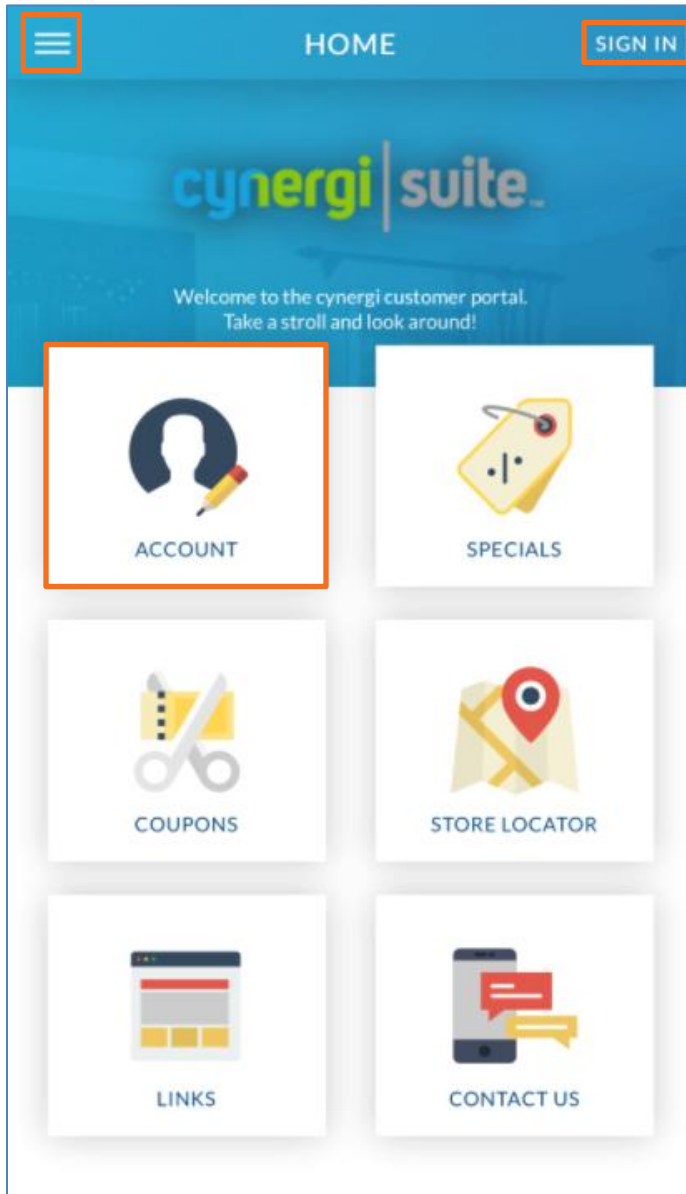 HOME
SIGN IN
cynergi|suite™
Welcome to the cynergi customer portal.
Take a stroll and look around!
ACCOUNT
SPECIALS
COUPONS
STORE LOCATOR
LINKS
CONTACT US